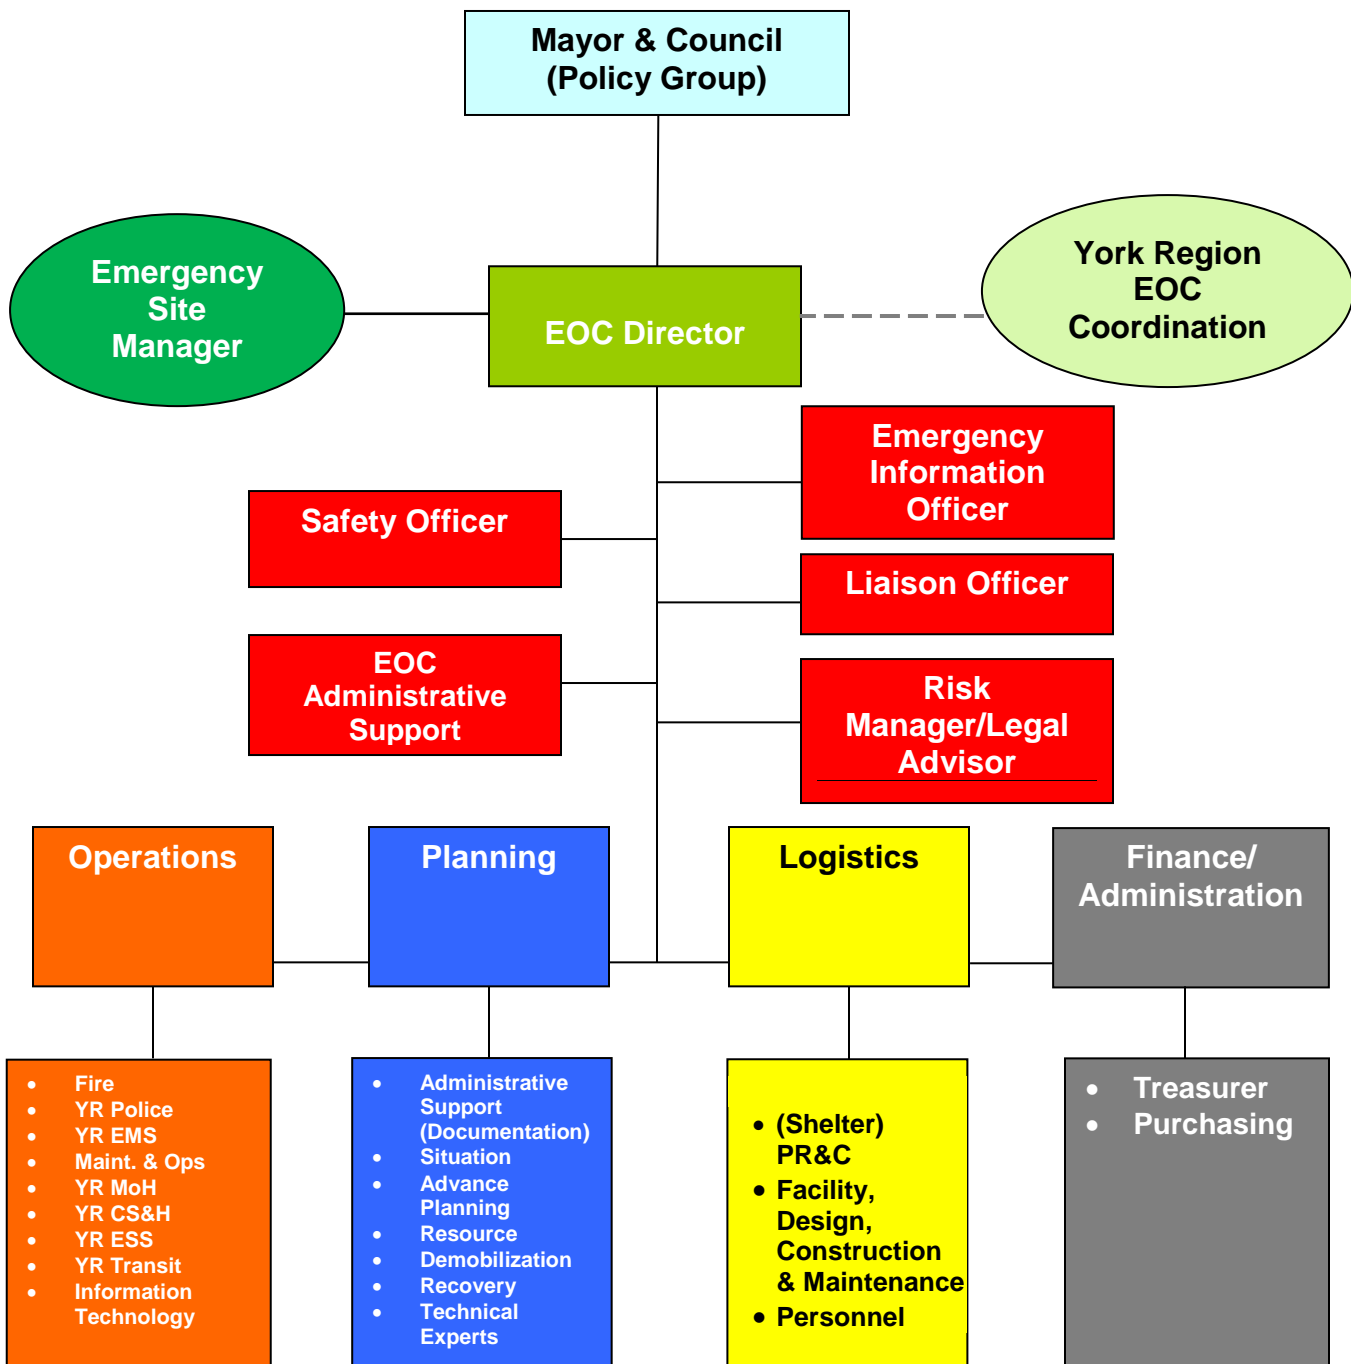 Mayor & Council
(Policy Group)
Emergency
Site
Manager
EOC Director
York Region
EOC
Coordination
Emergency
Information
Officer
Safety Officer
Liaison Officer
EOC
Administrative
Support
Risk
Manager/Legal
Advisor
Operations
Planning
Logistics
Finance/
Administration
• Fire
• YR Police
• YR EMS
• Maint. & Ops
• YR MoH
• YR CS&H
• YR ESS
• YR Transit
• Information
Technology
• Administrative
Support
(Documentation)
• Situation
• Advance
Planning
• Resource
• Demobilization
• Recovery
• Technical
Experts
• (Shelter)
PR&C
• Facility,
Design,
Construction
& Maintenance
• Personnel
• Treasurer
• Purchasing